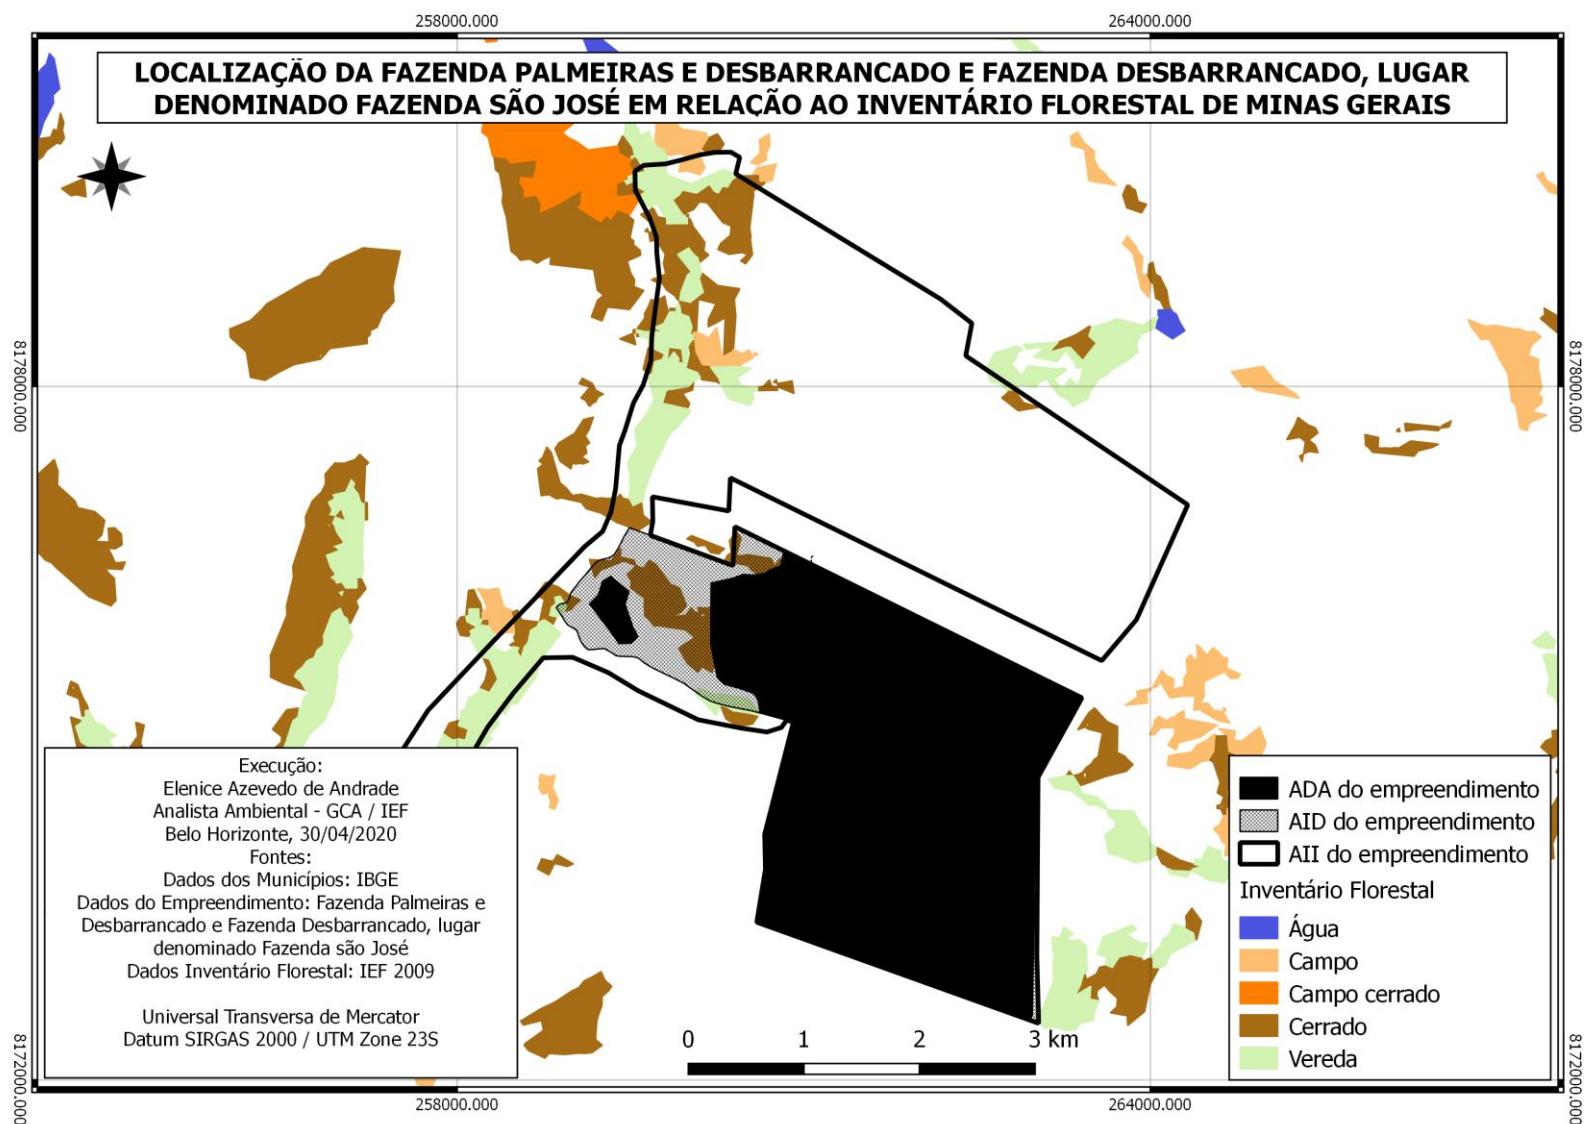 258000.000
264000.000
LOCALIZAÇÃO DA FAZENDA PALMEIRAS E DESBARRANCADO E FAZENDA DESBARRANCADO, LUGAR
DENOMINADO FAZENDA SÃO JOSÉ EM RELAÇÃO AO INVENTÁRIO FLORESTAL DE MINAS GERAIS
8178000.000
8178000.000
Execução:
Elenice Azevedo de Andrade
Analista Ambiental - GCA / IEF
Belo Horizonte, 30/04/2020
Fontes:
Dados dos Municípios: IBGE
Dados do Empreendimento: Fazenda Palmeiras e
Desbarrancado e Fazenda Desbarrancado, lugar
denominado Fazenda são José
Dados Inventário Florestal: IEF 2009
Universal Transversa de Mercator
Datum SIRGAS 2000 / UTM Zone 23S
ADA do empreendimento
AID do empreendimento
AII do empreendimento
Inventário Florestal
Água
Campo
Campo cerrado
Cerrado
Vereda
0 1 2 3 km
8172000.000
8172000.000
258000.000
264000.000